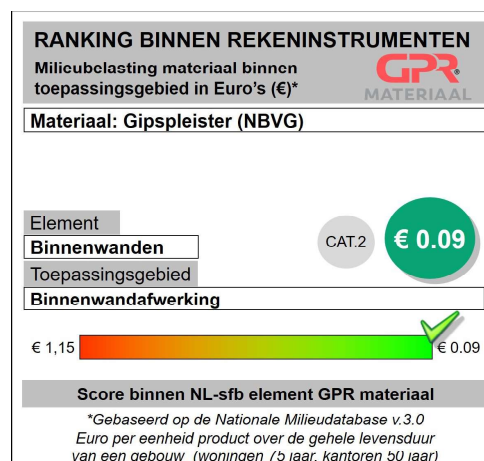 RANKING BINNEN REKENINSTRUMENTEN
Milieubelasting materiaal binnen
toepassingsgebied in Euro's (€)*
GPR®
MATERIAAL
Materiaal: Gipspleister (NBVG)
Element
Binnenwanden
CAT.2
€ 0.09
Toepassingsgebied
Binnenwandafwerking
€ 1,15
€ 0.09
Score binnen NL-sfb element GPR materiaal
*Gebaseerd op de Nationale Milieudatabase v.3.0
Euro per eenheid product over de gehele levensduur
van een gebouw (woningen 75 jaar, kantoren 50 jaar)